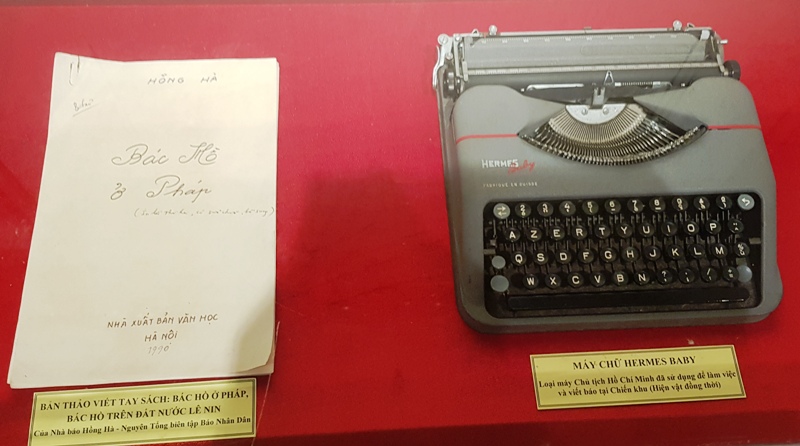 HỒNG HÀ
Bác Hồ
ở Pháp
NHÀ XUẤT BẢN VĂN HỌC
HÀ NỘI
BẢN THẢO VIẾT TAY SÁCH: BÁC HỒ Ở PHÁP,
BÁC HỒ TRÊN ĐẤT NƯỚC LÊ NIN
Của Nhà báo Hồng Hà - Nguyên Tổng biên tập Báo Nhân Dân
HERMES
baby
FABRIQUÉ EN SUISSE
A Z E R T Y U I O P
Q S D F G H J K L M
W X C V B N
MÁY CHỮ HERMES BABY
Loại máy Chủ tịch Hồ Chí Minh đã sử dụng để làm việc
và viết báo tại Chiến khu (Hiện vật đồng thời)